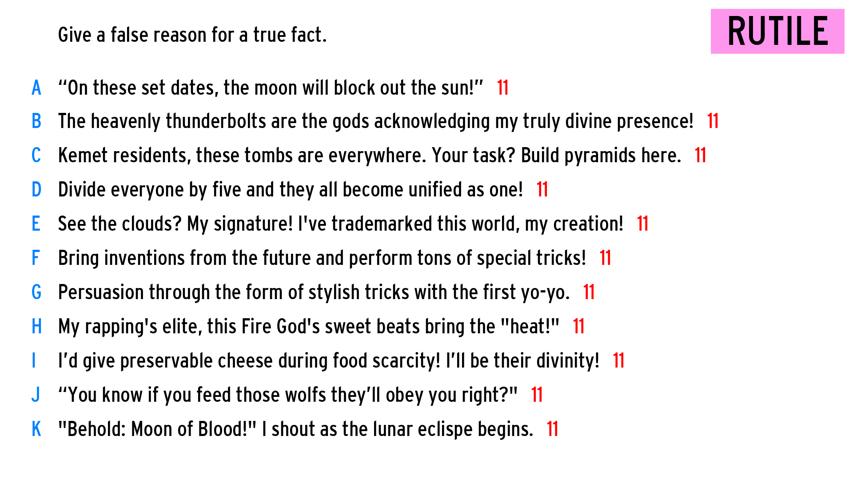 Give a false reason for a true fact.
RUTILE
A “On these set dates, the moon will block out the sun!” 11
B The heavenly thunderbolts are the gods acknowledging my truly divine presence! 11
C Kemet residents, these tombs are everywhere. Your task? Build pyramids here. 11
D Divide everyone by five and they all become unified as one! 11
E See the clouds? My signature! I've trademarked this world, my creation! 11
F Bring inventions from the future and perform tons of special tricks! 11
G Persuasion through the form of stylish tricks with the first yo-yo. 11
H My rapping's elite, this Fire God's sweet beats bring the "heat!" 11
I I’d give preservable cheese during food scarcity! I’ll be their divinity! 11
J “You know if you feed those wolfs they’ll obey you right?" 11
K "Behold: Moon of Blood!" I shout as the lunar eclispe begins. 11